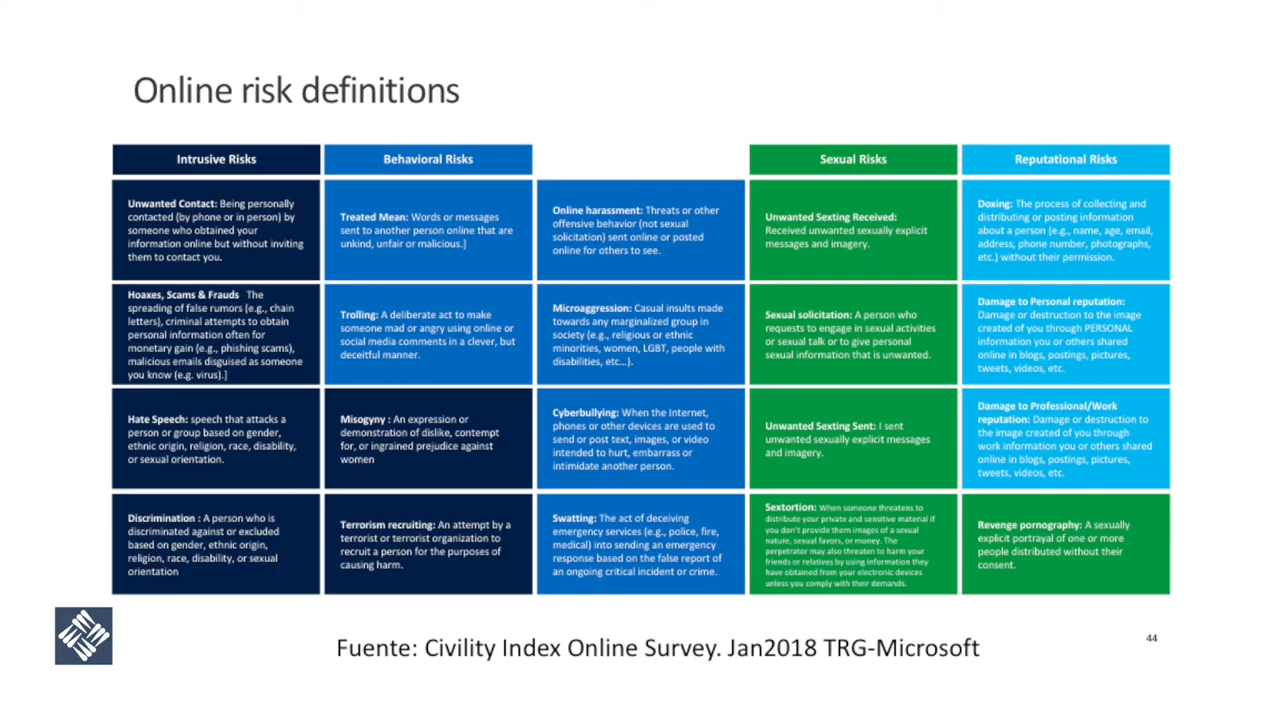 Online risk definitions
Intrusive Risks
Behavioral Risks
Sexual Risks
Reputational Risks
Unwanted Contact: Being personally
contacted (by phone or in person) by
someone who obtained your
information online but without inviting
them to contact you.
Treated Mean: Words or messages
sent to another person online that are
unkind, unfair or malicious.]
Online harassment: Threats or other
offensive behavior (not sexual
solicitation) sent online or posted
online for others to see.
Unwanted Sexting Received:
Received unwanted sexually explicit
messages and imagery.
Doxing: The process of collecting and
distributing or posting information
about a person (e.g., name, age, email,
address, phone number, photographs,
etc.) without their permission.
Hoaxes, Scams & Frauds The
spreading of false rumors (e.g., chain
letters), criminal attempts to obtain
personal information often for
monetary gain (e.g., phishing scams),
malicious emails disguised as someone
you know (e.g. virus).]
Trolling: A deliberate act to make
someone mad or angry using online or
social media comments in a clever, but
deceitful manner.
Microaggression: Casual insults made
towards any marginalized group in
society (e.g., religious or ethnic
minorities, women, LGBT, people with
disabilities, etc...).
Sexual solicitation: A person who
requests to engage in sexual activities
or sexual talk or to give personal
sexual information that is unwanted.
Damage to Personal reputation:
Damage or destruction to the image
created of you through PERSONAL
information you or others shared
online in blogs, postings, pictures,
tweets, videos, etc.
Hate Speech: speech that attacks a
person or group based on gender,
ethnic origin, religion, race, disability,
or sexual orientation.
Misogyny : An expression or
demonstration of dislike, contempt
for, or ingrained prejudice against
women
Cyberbullying: When the Internet,
phones or other devices are used to
send or post text, images, or video
intended to hurt, embarrass or
intimidate another person.
Unwanted Sexting Sent: I sent
unwanted sexually explicit messages
and imagery.
Damage to Professional/Work
reputation: Damage or destruction to
the image created of you through
work information you or others shared
online in blogs, postings, pictures,
tweets, videos, etc.
Discrimination : A person who is
discriminated against or excluded
based on gender, ethnic origin,
religion, race, disability, or sexual
orientation
Terrorism recruiting: An attempt by a
terrorist or terrorist organization to
recruit a person for the purposes of
causing harm.
Swatting: The act of deceiving
emergency services (e.g., police, fire,
medical) into sending an emergency
response based on the false report of
an ongoing critical incident or crime.
Sextortion: When someone threatens to
distribute your private and sensitive material if
you don't provide them images of a sexual
nature, sexual favors, or money. The
perpetrator may also threaten to harm your
friends or relatives by using information they
have obtained from your electronic devices
unless you comply with their demands.
Revenge pornography: A sexually
explicit portrayal of one or more
people distributed without their
consent.
Fuente: Civility Index Online Survey. Jan2018 TRG-Microsoft
44